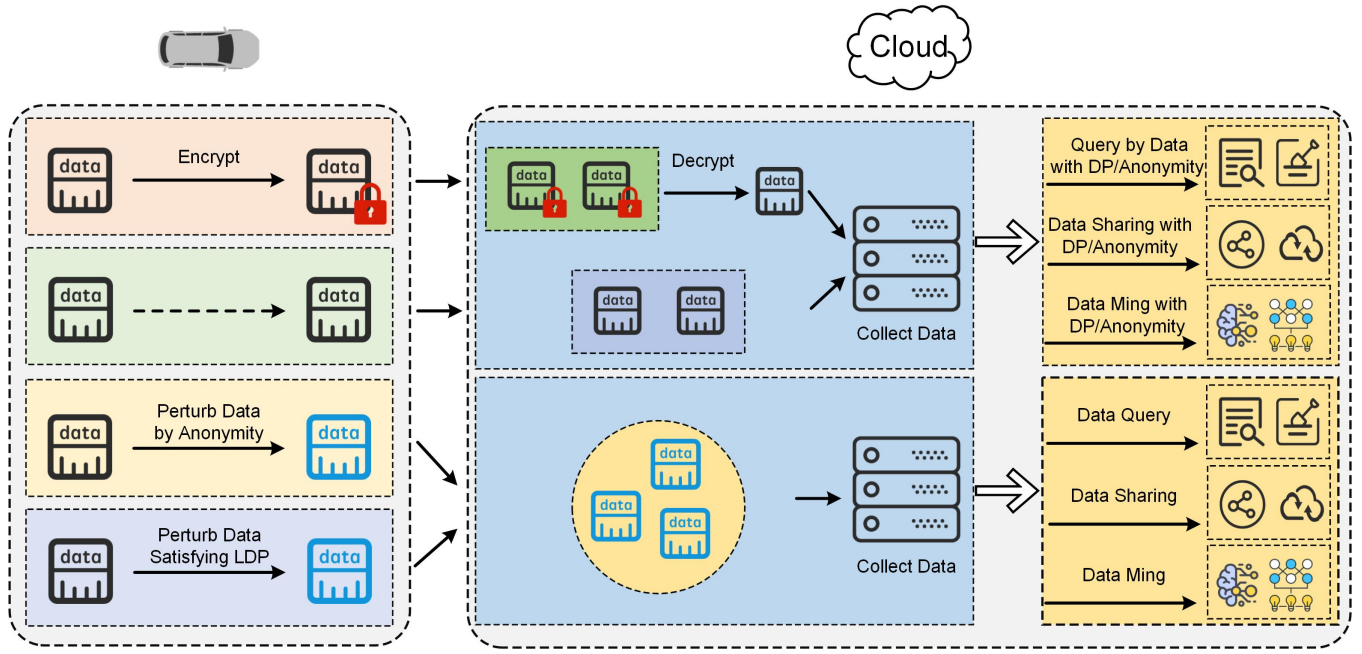 Cloud
data
Encrypt
data
data
data
Decrypt
data
Query by Data
with DP/Anonymity
Data Sharing with
DP/Anonymity
Data Ming with
DP/Anonymity
data
data
data
data
Collect Data
data
Perturb Data
by Anonymity
data
data
Perturb Data
Satisfying LDP
data
data
data
data
Collect Data
Data Query
Data Sharing
Data Ming